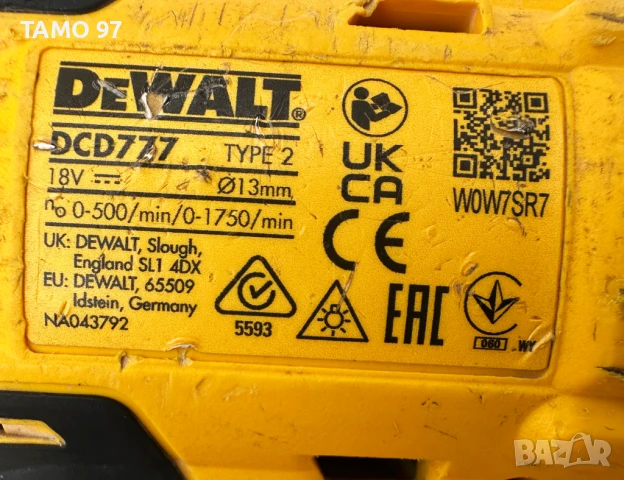 TAMO 97
DEWALT®
DCD777 TYPE 2
18V Ø13mm
n₀ 0-500/min/0-1750/min
UK: DEWALT, Slough,
England SL1 4DX
EU: DEWALT, 65509
Idstein, Germany
NA043792
UK
CA
CE
W0W7SR7
5593
EAC
060 WY
BAZAR